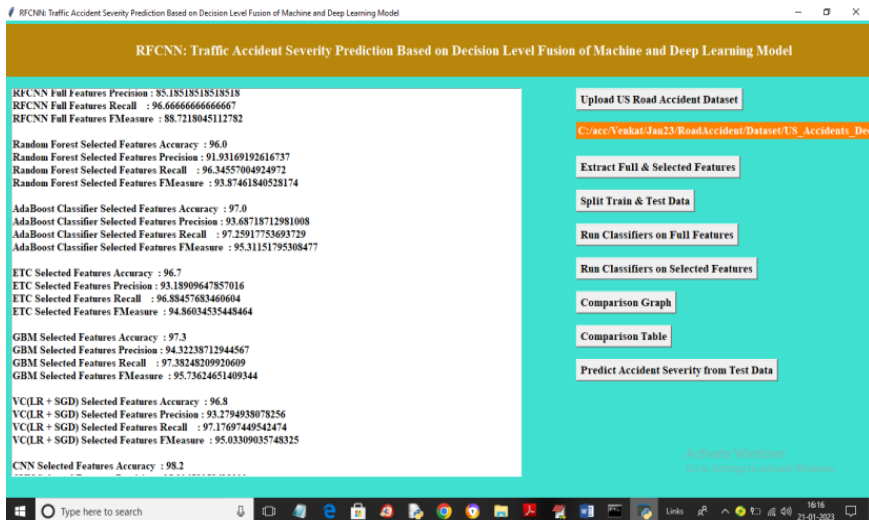 RFCNN: Traffic Accident Severity Prediction Based on Decision Level Fusion of Machine and Deep Learning Model
RFCNN: Traffic Accident Severity Prediction Based on Decision Level Fusion of Machine and Deep Learning Model
RFCNN Full Features Precision : 85.18518518518518
RFCNN Full Features Recall : 96.66666666666667
RFCNN Full Features FMeasure : 88.7218045112782
Random Forest Selected Features Accuracy : 96.0
Random Forest Selected Features Precision : 91.93169192616737
Random Forest Selected Features Recall : 96.34557004924972
Random Forest Selected Features FMeasure : 93.87461840528174
AdaBoost Classifier Selected Features Accuracy : 97.0
AdaBoost Classifier Selected Features Precision : 93.68718712981008
AdaBoost Classifier Selected Features Recall : 97.25917753693729
AdaBoost Classifier Selected Features FMeasure : 95.31151795308477
ETC Selected Features Accuracy : 96.7
ETC Selected Features Precision : 93.18909647857016
ETC Selected Features Recall : 96.88457683460604
ETC Selected Features FMeasure : 94.86034535448464
GBM Selected Features Accuracy : 97.3
GBM Selected Features Precision : 94.32238712944567
GBM Selected Features Recall : 97.38248209920609
GBM Selected Features FMeasure : 95.73624651409344
VC(LR + SGD) Selected Features Accuracy : 96.8
VC(LR + SGD) Selected Features Precision : 93.2794938078256
VC(LR + SGD) Selected Features Recall : 97.17697449542474
VC(LR + SGD) Selected Features FMeasure : 95.03309035748325
CNN Selected Features Accuracy : 98.2
Upload US Road Accident Dataset
C:/acc/Venkat/Jan23/RoadAccident/Dataset/US_Accidents_Dec
Extract Full & Selected Features
Split Train & Test Data
Run Classifiers on Full Features
Run Classifiers on Selected Features
Comparison Graph
Comparison Table
Predict Accident Severity from Test Data
Activate Windows
Go to Settings to activate Windows.
Type here to search
Links
16:16
21-01-2023